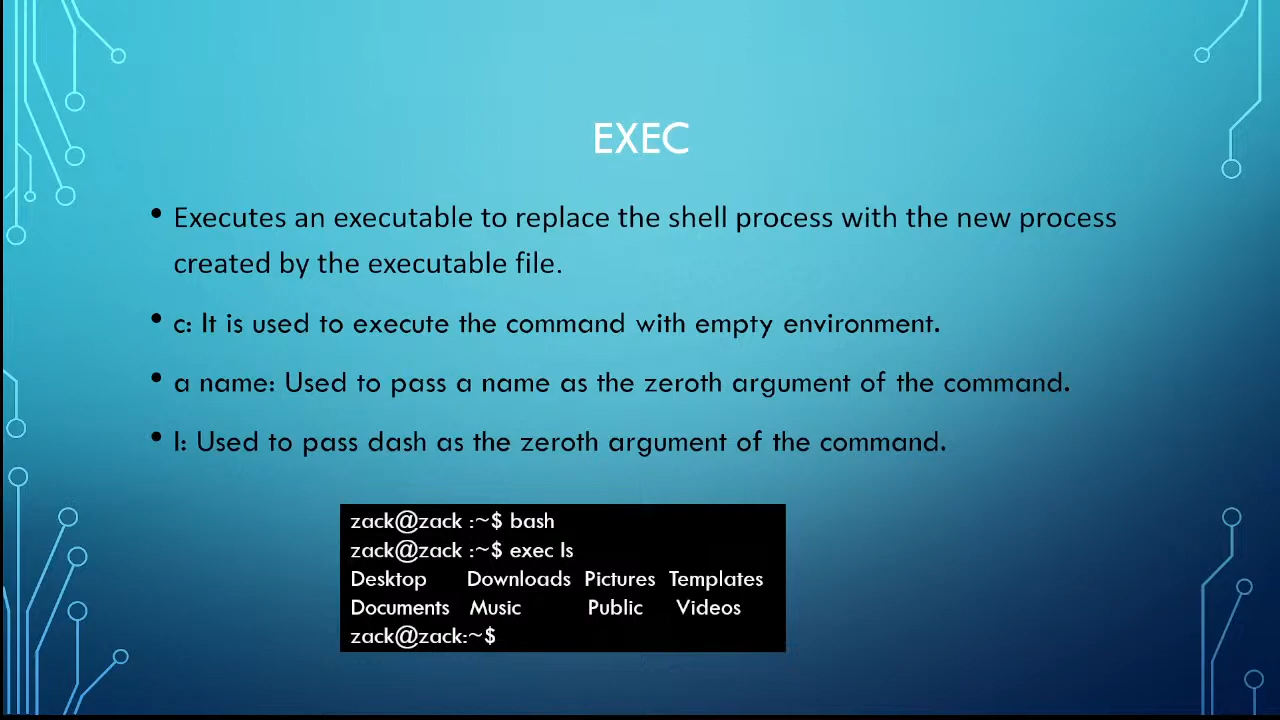 EXEC
• Executes an executable to replace the shell process with the new process
created by the executable file.
• c: It is used to execute the command with empty environment.
• a name: Used to pass a name as the zeroth argument of the command.
• l: Used to pass dash as the zeroth argument of the command.
zack@zack :~$ bash
zack@zack :~$ exec ls
Desktop Downloads Pictures Templates
Documents Music Public Videos
zack@zack:~$